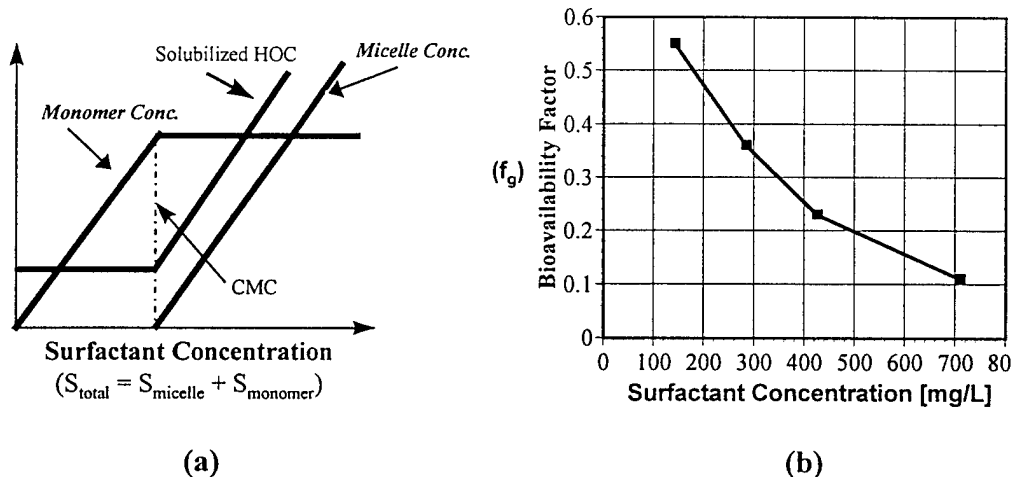 Solubilized HOC
Micelle Conc.
Monomer Conc.
CMC
Surfactant Concentration
(S_total = S_micelle + S_monomer)
(a)
0.6
0.5
0.4
0.3
0.2
0.1
0
(f_g)
Bioavailability Factor
0 100 200 300 400 500 600 700 80
Surfactant Concentration [mg/L]
(b)